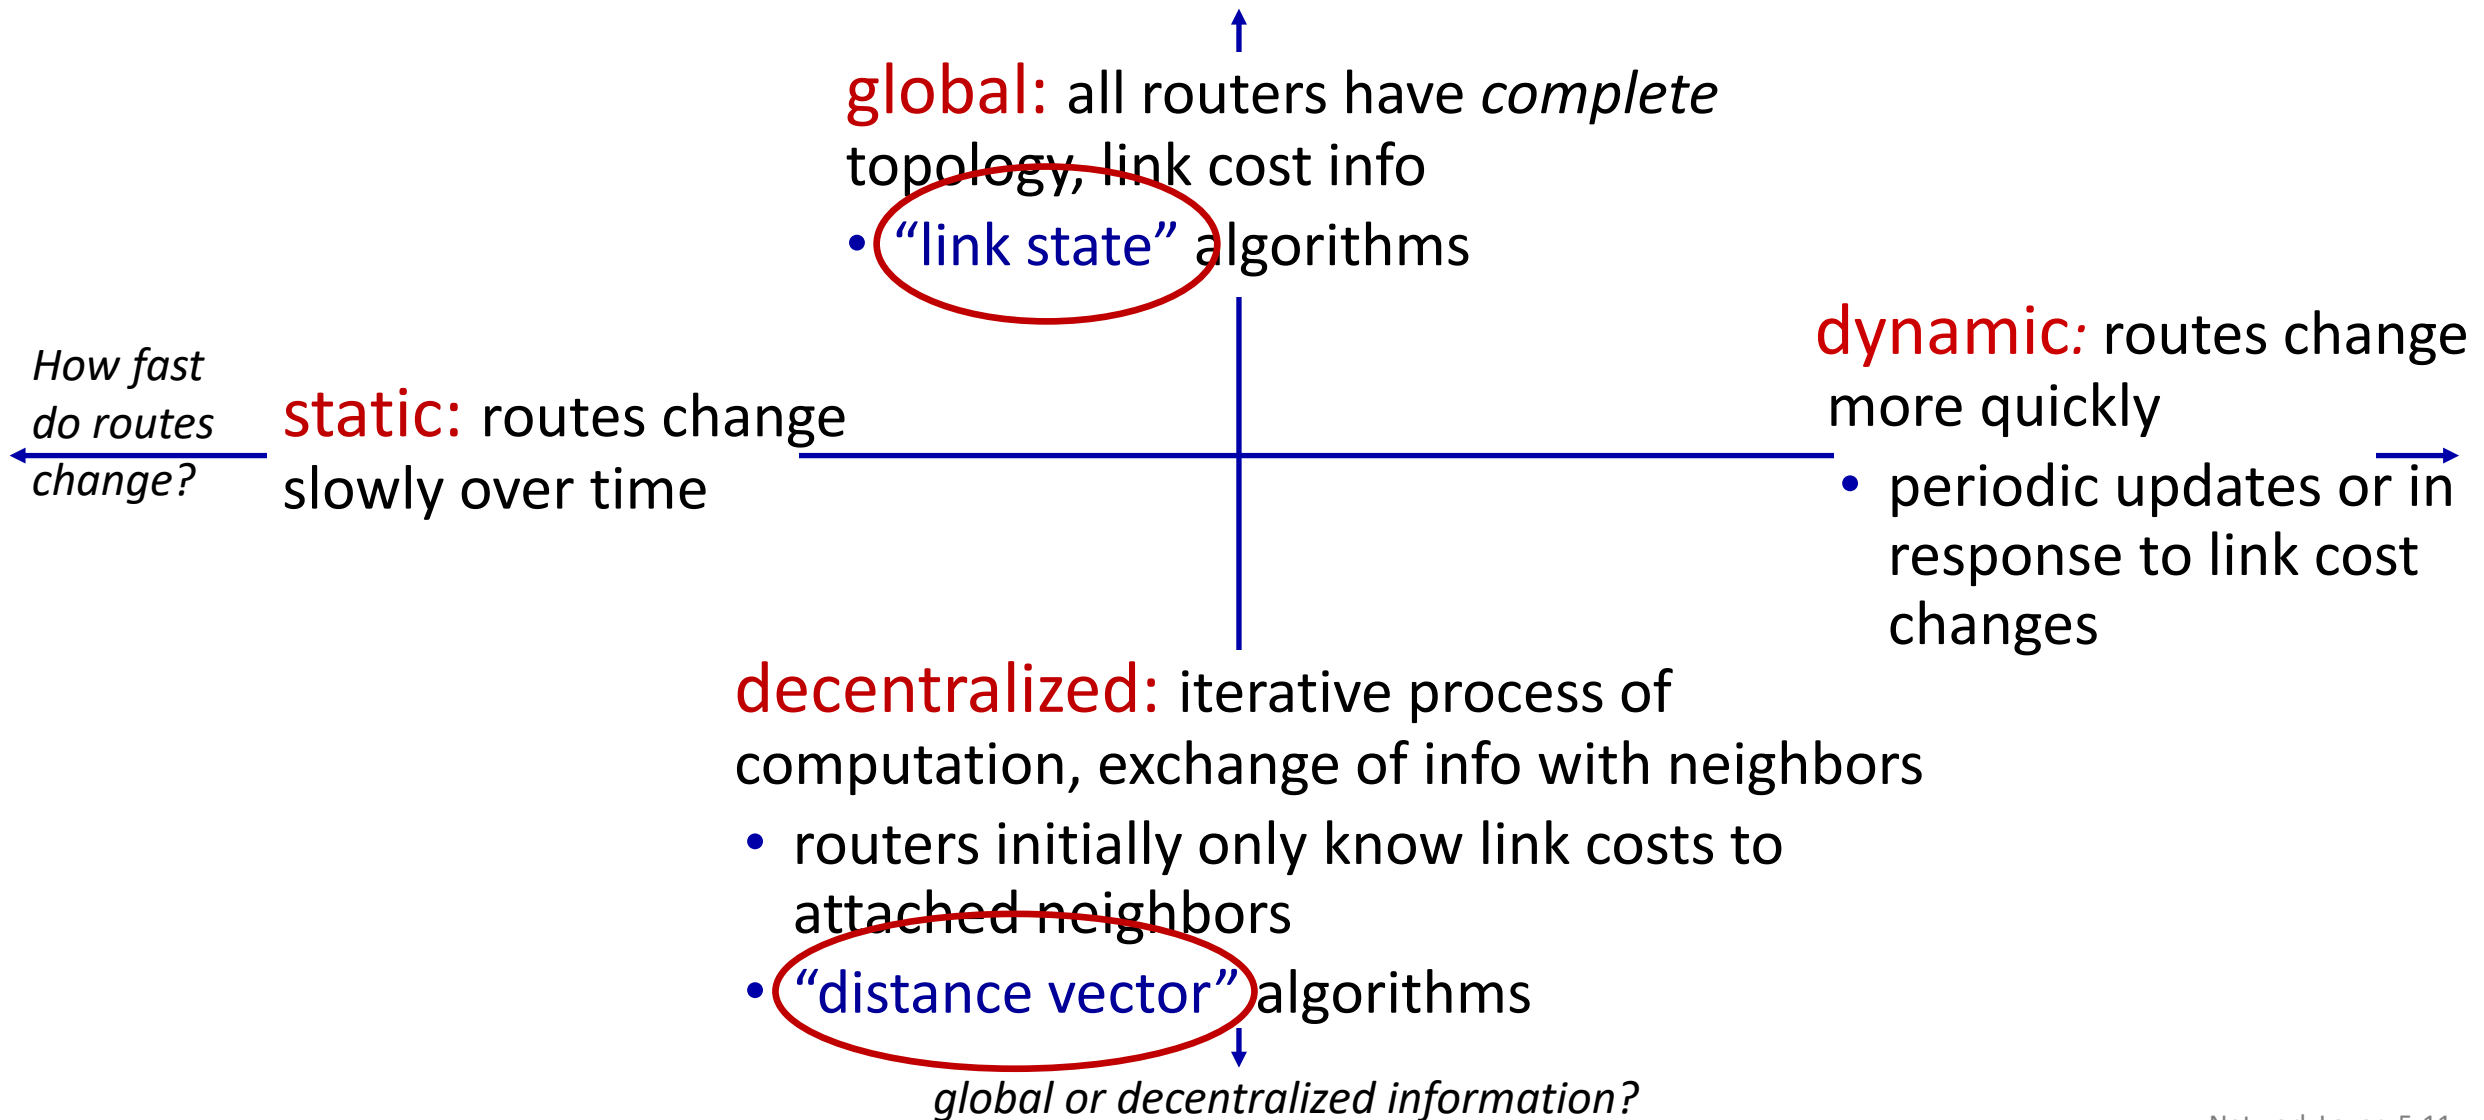 global: all routers have complete
topology, link cost info
• “link state” algorithms
How fast
do routes
change?
static: routes change
slowly over time
dynamic: routes change
more quickly
• periodic updates or in
response to link cost
changes
decentralized: iterative process of
computation, exchange of info with neighbors
• routers initially only know link costs to
attached neighbors
• “distance vector” algorithms
global or decentralized information?